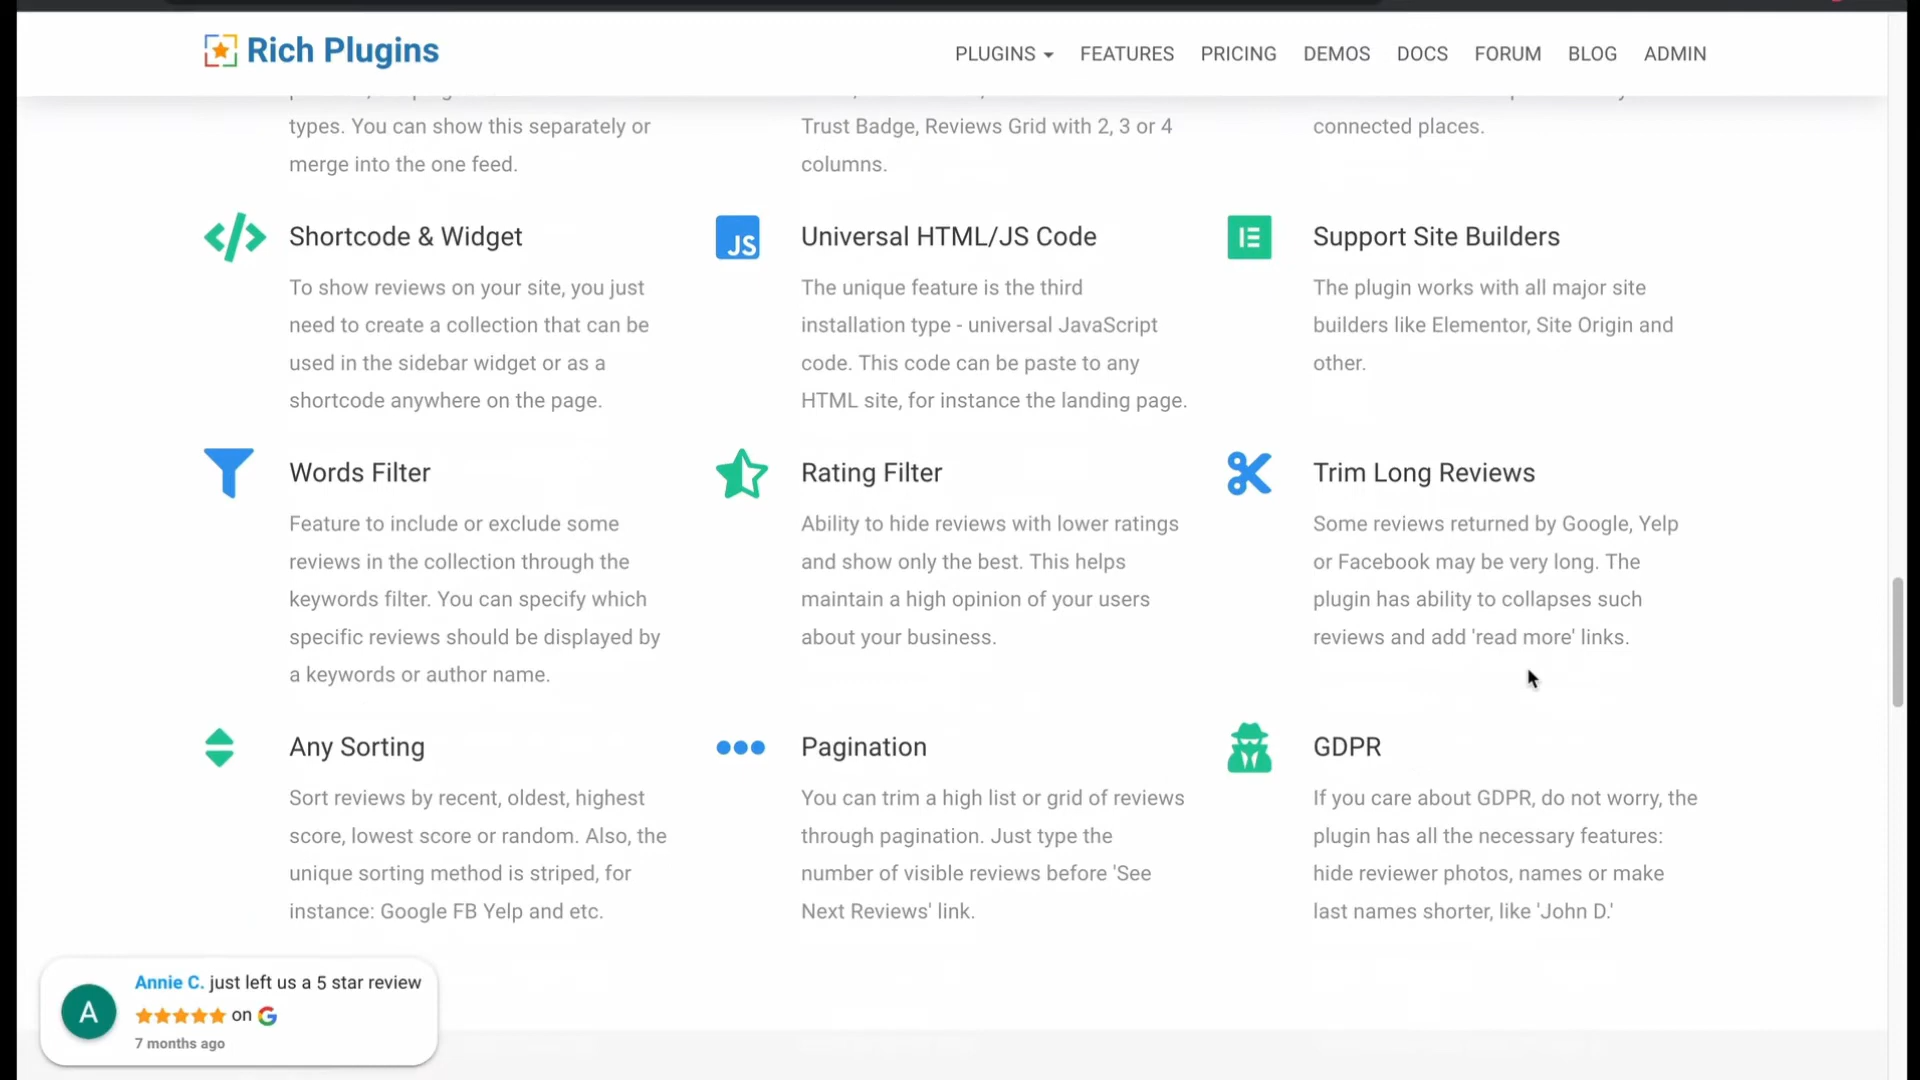 Rich Plugins
PLUGINS
FEATURES
PRICING
DEMOS
DOCS
FORUM
BLOG
ADMIN
types. You can show this separately or
merge into the one feed.
Trust Badge, Reviews Grid with 2, 3 or 4
columns.
connected places.
Shortcode & Widget
To show reviews on your site, you just
need to create a collection that can be
used in the sidebar widget or as a
shortcode anywhere on the page.
JS
Universal HTML/JS Code
The unique feature is the third
installation type - universal JavaScript
code. This code can be paste to any
HTML site, for instance the landing page.
Support Site Builders
The plugin works with all major site
builders like Elementor, Site Origin and
other.
Words Filter
Feature to include or exclude some
reviews in the collection through the
keywords filter. You can specify which
specific reviews should be displayed by
a keywords or author name.
Rating Filter
Ability to hide reviews with lower ratings
and show only the best. This helps
maintain a high opinion of your users
about your business.
Trim Long Reviews
Some reviews returned by Google, Yelp
or Facebook may be very long. The
plugin has ability to collapses such
reviews and add 'read more' links.
Any Sorting
Sort reviews by recent, oldest, highest
score, lowest score or random. Also, the
unique sorting method is striped, for
instance: Google FB Yelp and etc.
Pagination
You can trim a high list or grid of reviews
through pagination. Just type the
number of visible reviews before 'See
Next Reviews' link.
GDPR
If you care about GDPR, do not worry, the
plugin has all the necessary features:
hide reviewer photos, names or make
last names shorter, like 'John D.'
A
Annie C. just left us a 5 star review
on G
7 months ago